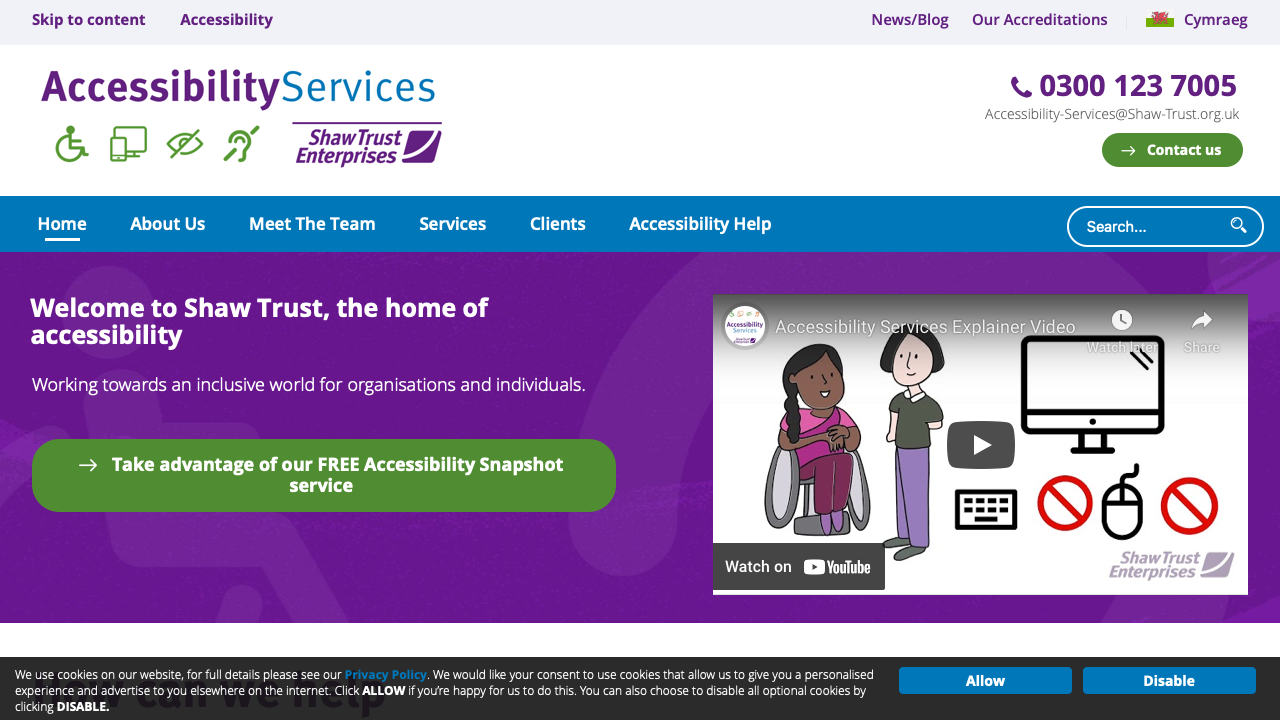 Skip to content
Accessibility
News/Blog
Our Accreditations
Cymraeg
AccessibilityServices
ShawTrust
Enterprises
0300 123 7005
Accessibility-Services@Shaw-Trust.org.uk
Contact us
Home
About Us
Meet The Team
Services
Clients
Accessibility Help
Search...
Welcome to Shaw Trust, the home of
accessibility
Working towards an inclusive world for organisations and individuals.
Take advantage of our FREE Accessibility Snapshot
service
Accessibility
Services
Accessibility Services Explainer Video
Watch later
Share
Watch on YouTube
ShawTrust
Enterprises
How can we help
We use cookies on our website, for full details please see our Privacy Policy. We would like your consent to use cookies that allow us to give you a personalised
experience and advertise to you elsewhere on the internet. Click ALLOW if you're happy for us to do this. You can also choose to disable all optional cookies by
clicking DISABLE.
Allow
Disable